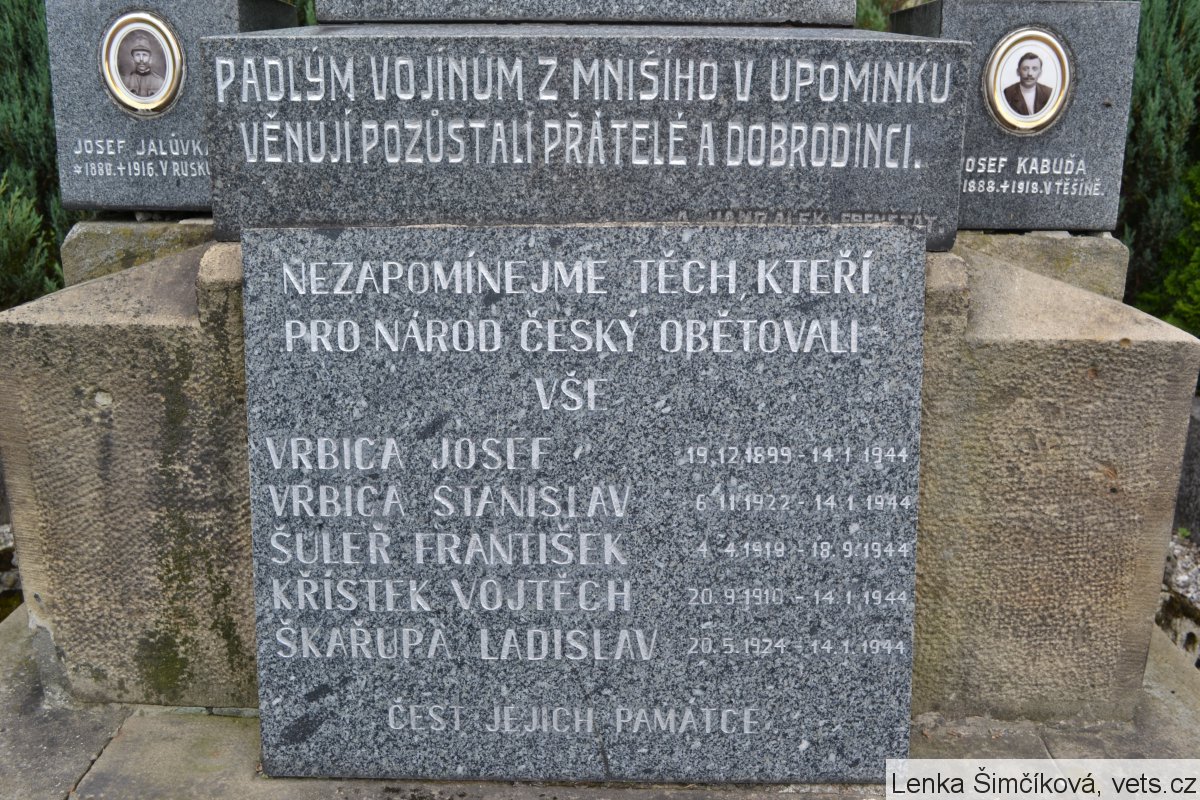 PADLÝM VOJÍNŮM Z MNIŠÍHO V UPOMÍNKU
VĚNUJÍ POZŮSTALÍ PŘÁTELÉ A DOBRODINCI.
JOSEF JALŮVKA
*1880.+1916. V RUSKU
JOSEF KABUĎA
1888.+1918. V TĚŠÍNĚ.
A. JANGALEK FRENŠTÁT
NEZAPOMÍNEJME TĚCH, KTEŘÍ
PRO NÁROD ČESKÝ OBĚTOVALI
VŠE
VRBICA JOSEF 19.12.1899 - 14.1 1944
VRBICA STANISLAV 6.11.1922 - 14.1 1944
ŠULEŘ FRANTIŠEK 4.4.1919 - 18.9.1944
KŘÍSTEK VOJTĚCH 20.9.1910 - 14.1 1944
ŠKAŘUPA LADISLAV 20.5.1924 - 14.1.1944
ČEST JEJICH PAMÁTCE
Lenka Šimčíková, vets.cz